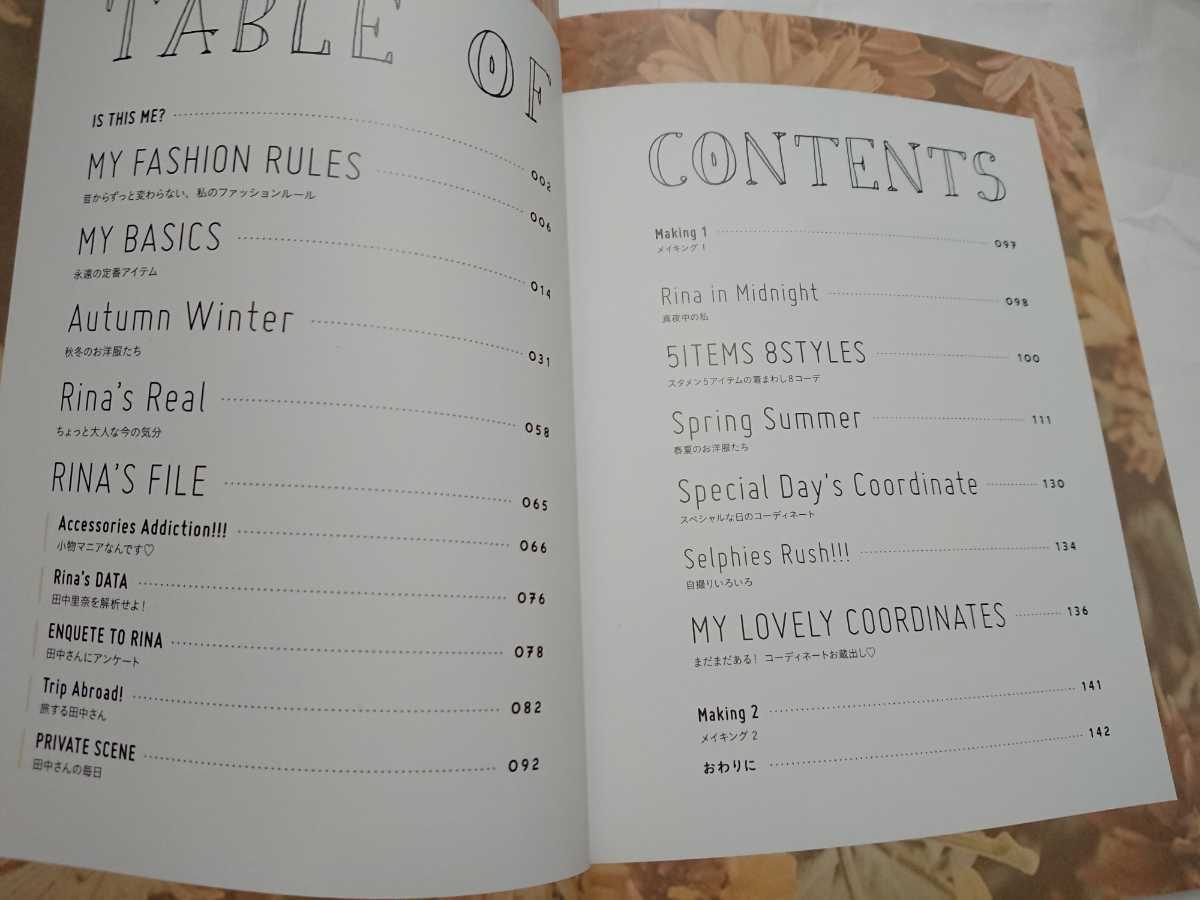 TABLE OF
IS THIS ME? 002
MY FASHION RULES 006
昔からずっと変わらない、私のファッションルール
MY BASICS 014
永遠の定番アイテム
Autumn Winter 031
秋冬のお洋服たち
Rina's Real 058
ちょっと大人な今の気分
RINA'S FILE 065
Accessories Addiction!!! 066
小物マニアなんです♡
Rina's DATA 076
田中里奈を解析せよ!
ENQUETE TO RINA 078
田中さんにアンケート
Trip Abroad! 082
旅する田中さん
PRIVATE SCENE 092
田中さんの毎日
CONTENTS
Making 1 097
メイキング 1
Rina in Midnight 098
真夜中の私
5ITEMS 8STYLES 100
スタメン5アイテムの着まわし8コーデ
Spring Summer 111
春夏のお洋服たち
Special Day's Coordinate 130
スペシャルな日のコーディネート
Selphies Rush!!! 134
自撮りいろいろ
MY LOVELY COORDINATES 136
まだまだある! コーディネートお蔵出し♡
Making 2 141
メイキング 2
おわりに 142